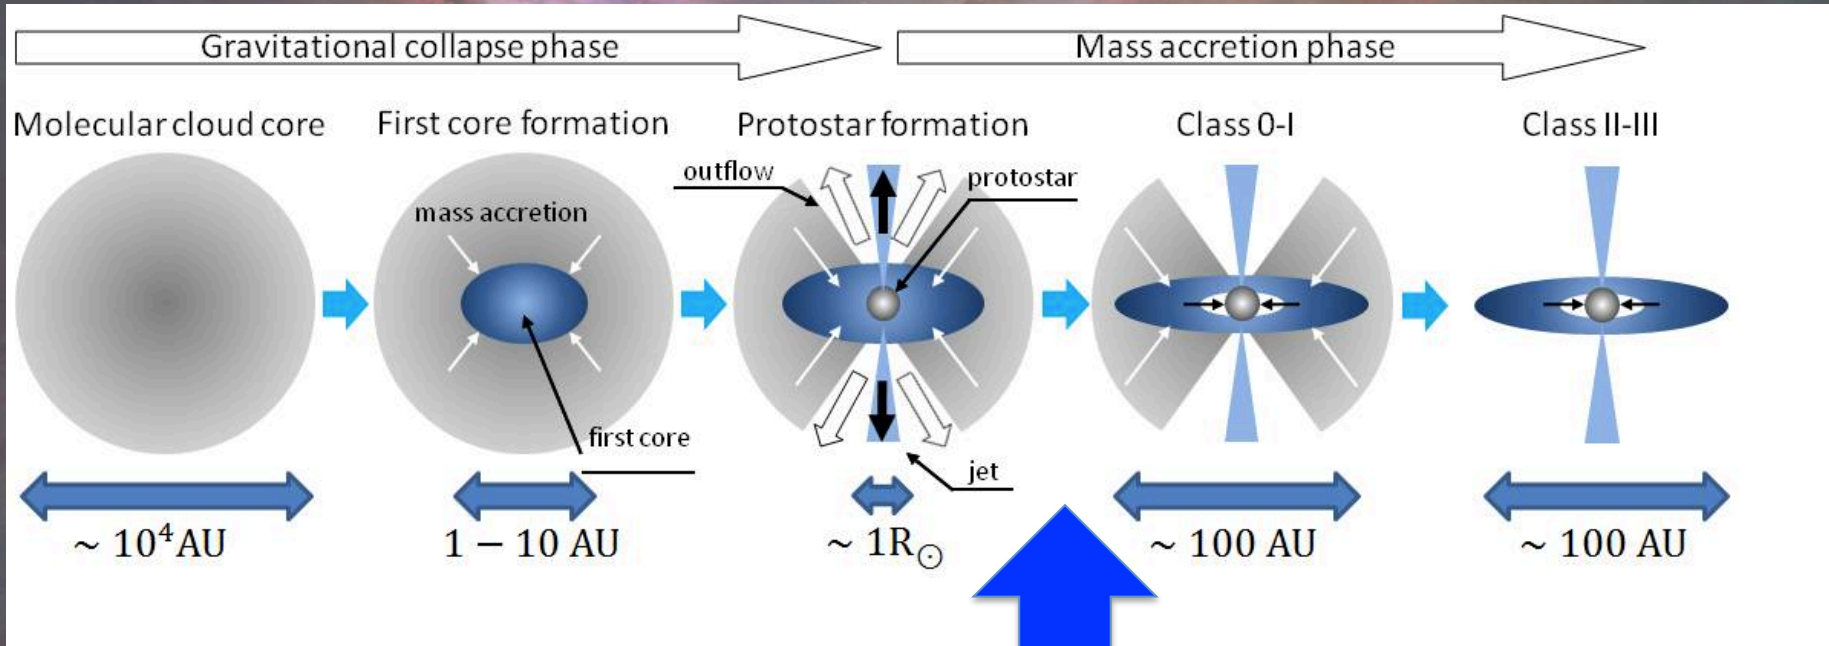 Gravitational collapse phase
Mass accretion phase
Molecular cloud core
First core formation
Protostar formation
Class 0-I
Class II-III
outflow
protostar
mass accretion
first core
jet
~ 10⁴AU
1 − 10 AU
~ 1R☉
~ 100 AU
~ 100 AU